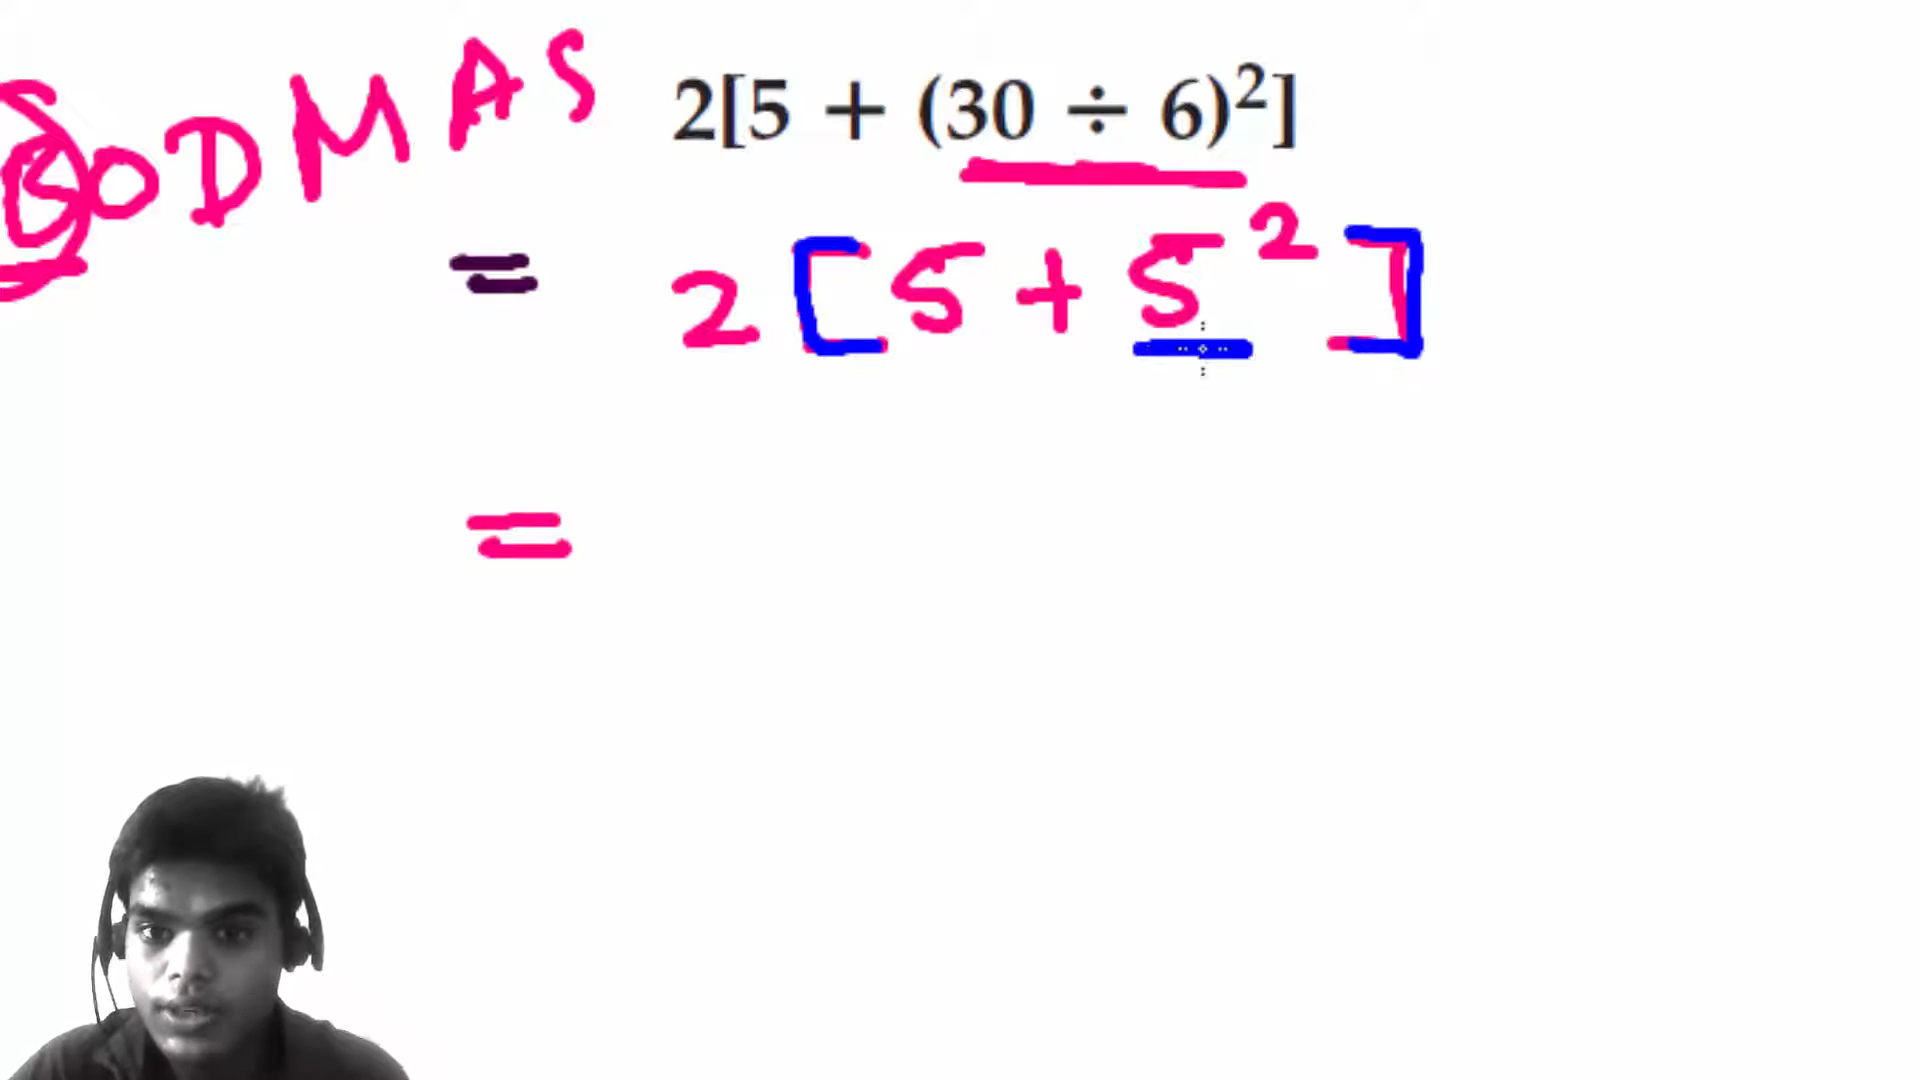 BODMAS
2[5 + (30 ÷ 6)²]
= 2[5+5²]
=